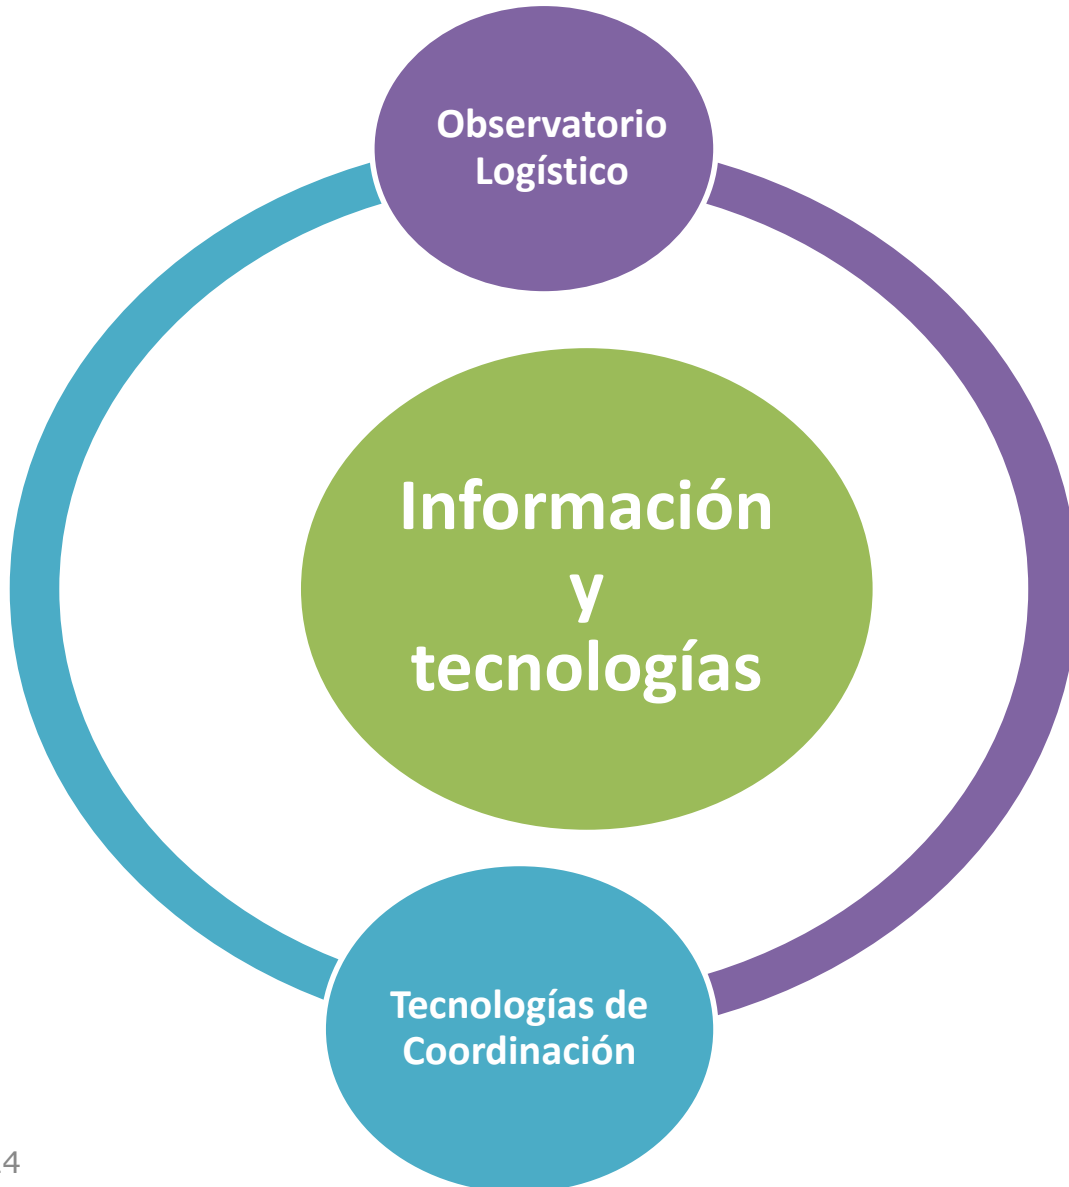 Observatorio
Logístico
Información
y
tecnologías
Tecnologías de
Coordinación